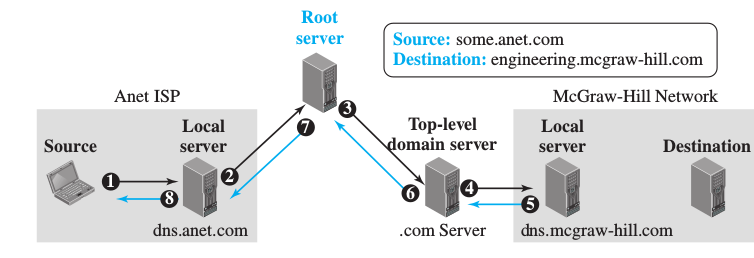 Root
server
Source: some.anet.com
Destination: engineering.mcgraw-hill.com
Anet ISP
McGraw-Hill Network
Source
Local
server
Top-level
domain server
Local
server
Destination
1
8
2
7
3
6
4
5
dns.anet.com
.com Server
dns.mcgraw-hill.com